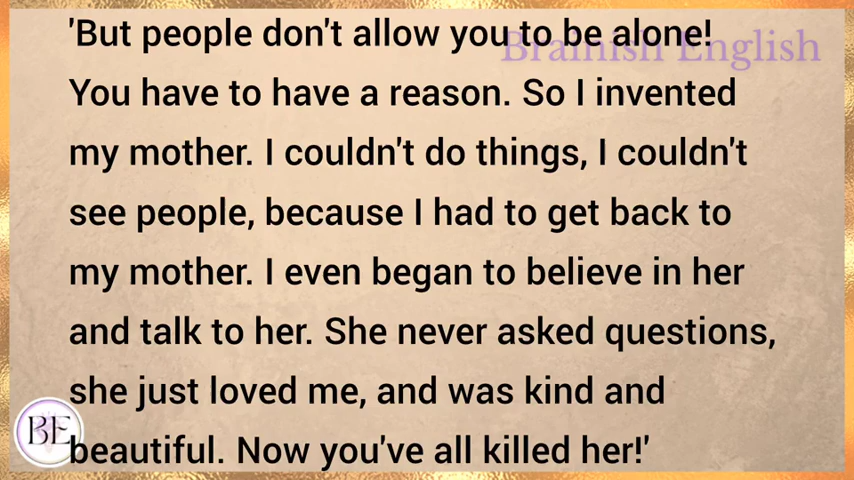 Brainish English
'But people don't allow you to be alone!
You have to have a reason. So I invented
my mother. I couldn't do things, I couldn't
see people, because I had to get back to
my mother. I even began to believe in her
and talk to her. She never asked questions,
she just loved me, and was kind and
BE
beautiful. Now you've all killed her!'